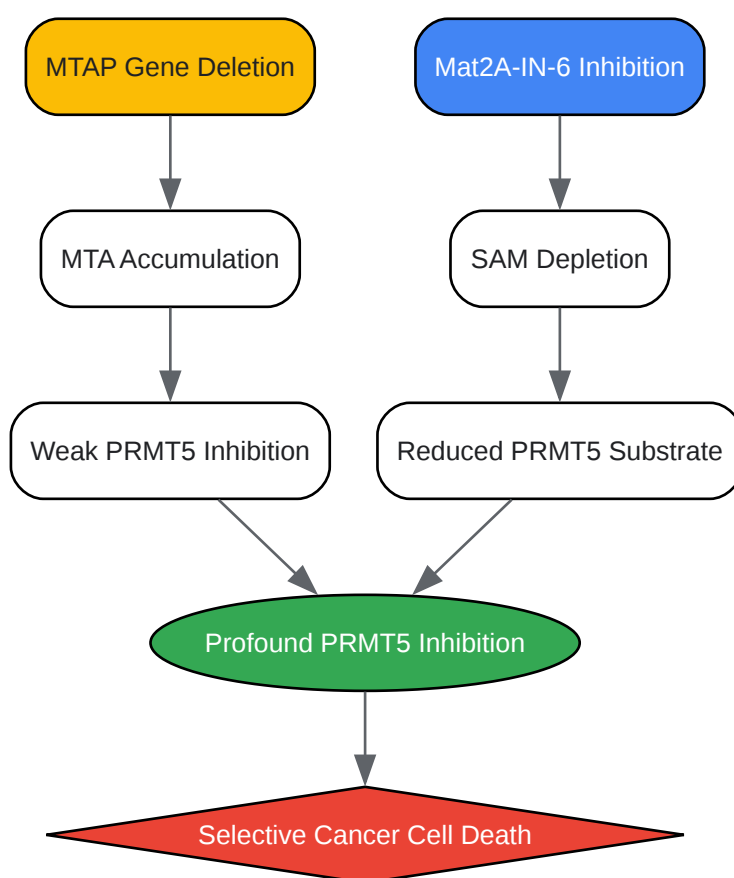 MTAP Gene Deletion
Mat2A-IN-6 Inhibition
MTA Accumulation
SAM Depletion
Weak PRMT5 Inhibition
Reduced PRMT5 Substrate
Profound PRMT5 Inhibition
Selective Cancer Cell Death